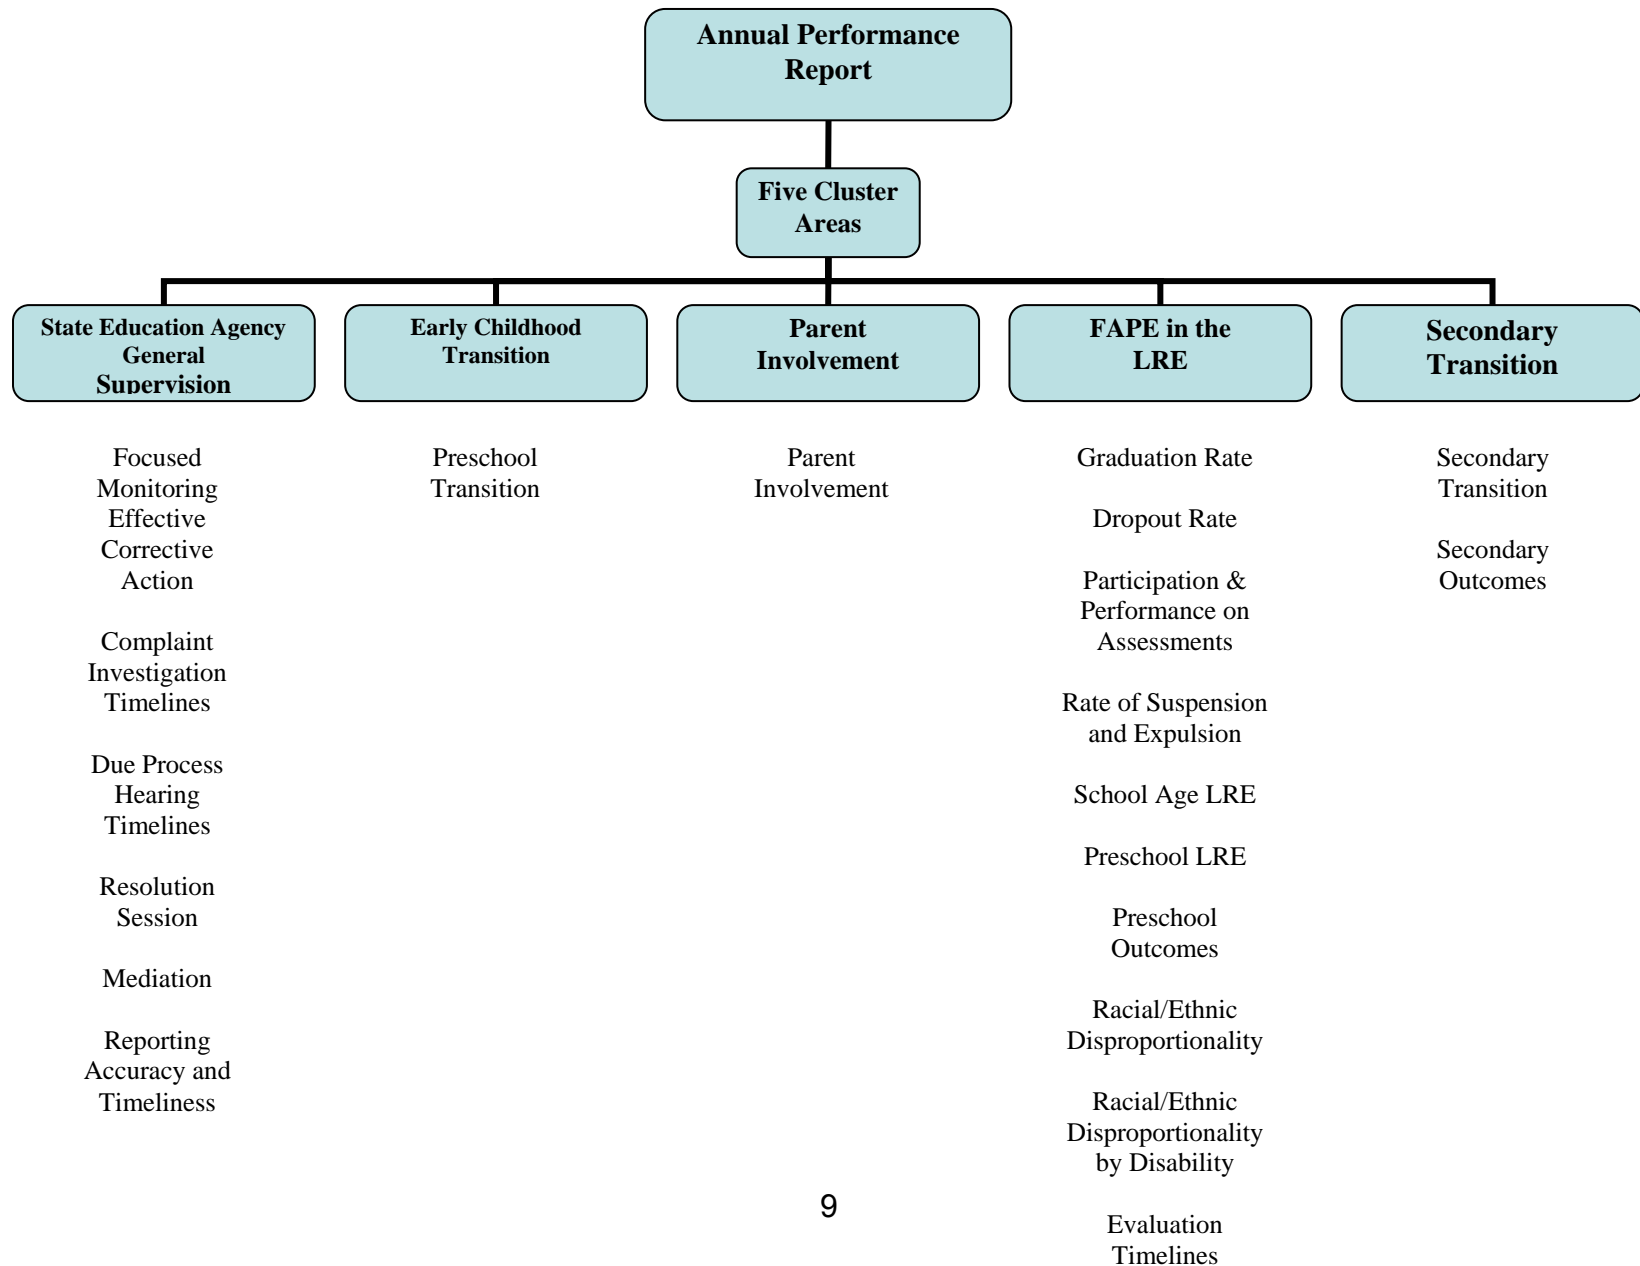 Annual Performance
Report
Five Cluster
Areas
State Education Agency
General
Supervision
Early Childhood
Transition
Parent
Involvement
FAPE in the
LRE
Secondary
Transition
Focused
Monitoring
Effective
Corrective
Action
Complaint
Investigation
Timelines
Due Process
Hearing
Timelines
Resolution
Session
Mediation
Reporting
Accuracy and
Timeliness
Preschool
Transition
Parent
Involvement
Graduation Rate
Dropout Rate
Participation &
Performance on
Assessments
Rate of Suspension
and Expulsion
School Age LRE
Preschool LRE
Preschool
Outcomes
Racial/Ethnic
Disproportionality
Racial/Ethnic
Disproportionality
by Disability
Evaluation
Timelines
Secondary
Transition
Secondary
Outcomes
9